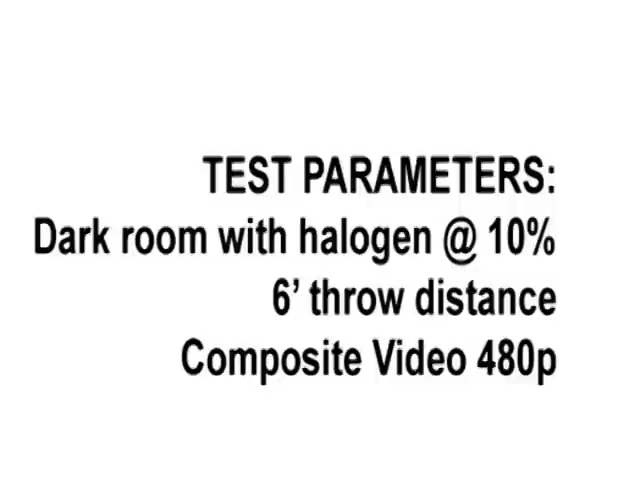 TEST PARAMETERS:
Dark room with halogen @ 10%
6’ throw distance
Composite Video 480p